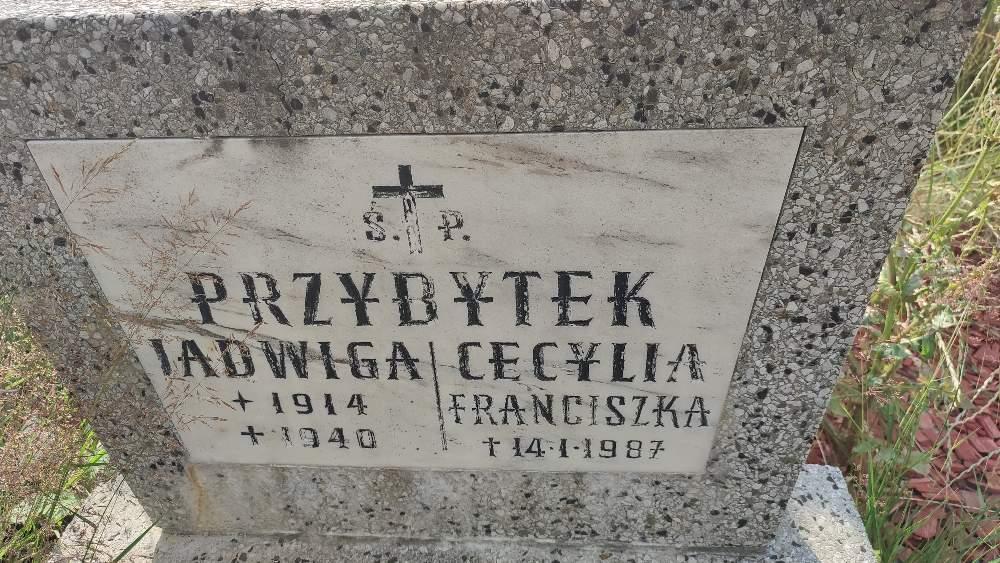 Ś. P.
PRZYBYTEK
JADWIGA
+ 1914
+ 1940
CECYLIA
FRANCISZKA
† 14.1.1987